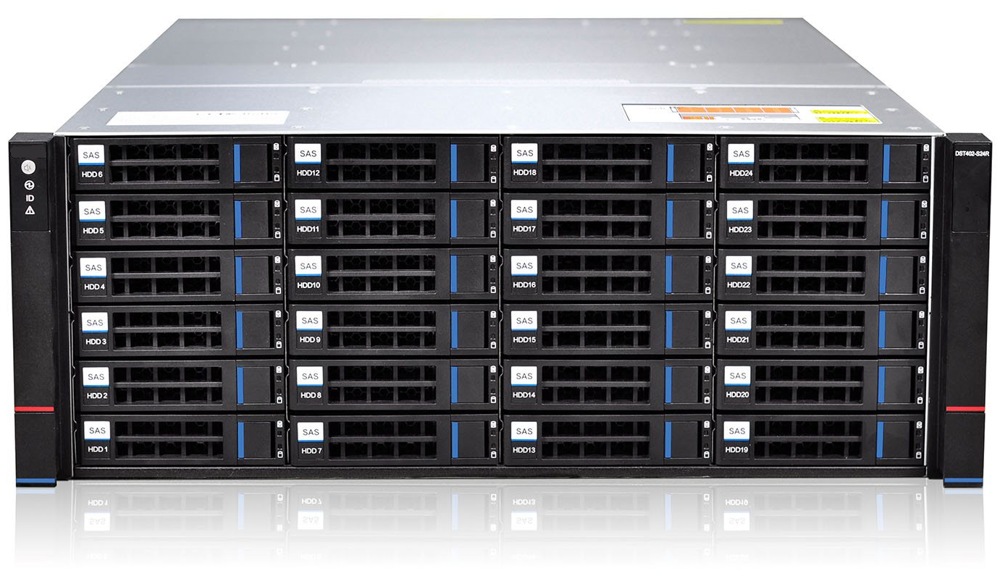 ID
DST402-S24R
SAS
HDD 6
SAS
HDD12
SAS
HDD18
SAS
HDD24
SAS
HDD 5
SAS
HDD11
SAS
HDD17
SAS
HDD23
SAS
HDD 4
SAS
HDD10
SAS
HDD16
SAS
HDD22
SAS
HDD 3
SAS
HDD 9
SAS
HDD15
SAS
HDD21
SAS
HDD 2
SAS
HDD 8
SAS
HDD14
SAS
HDD20
SAS
HDD 1
SAS
HDD 7
SAS
HDD13
SAS
HDD19